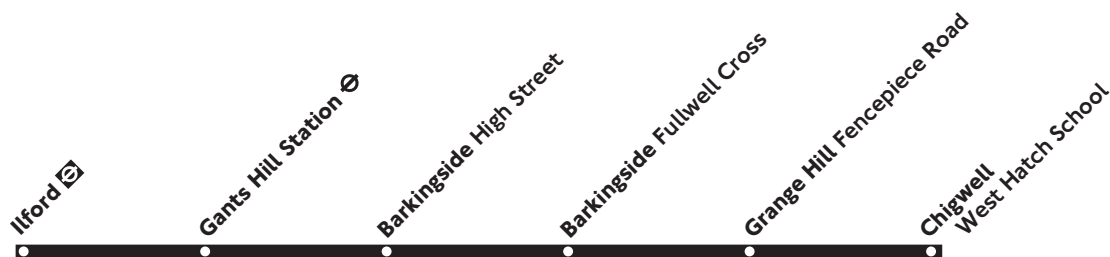 Ilford
Gants Hill Station
Barkingside High Street
Barkingside Fullwell Cross
Grange Hill Fencepiece Road
Chigwell
West Hatch School